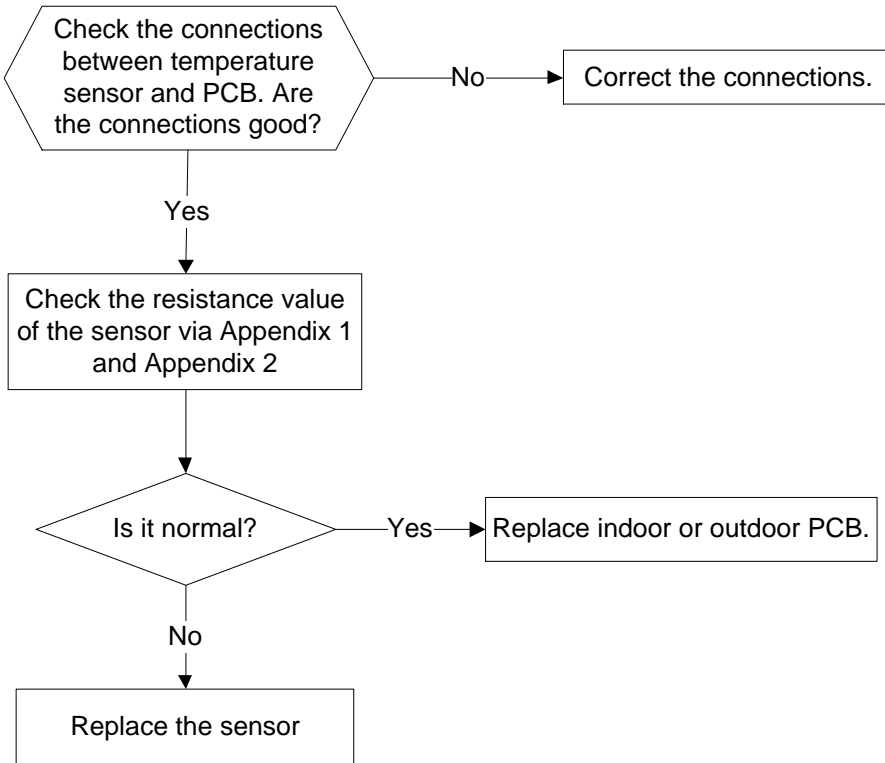 Check the connections
between temperature
sensor and PCB. Are
the connections good?
No
Correct the connections.
Yes
Check the resistance value
of the sensor via Appendix 1
and Appendix 2
Is it normal?
Yes
Replace indoor or outdoor PCB.
No
Replace the sensor